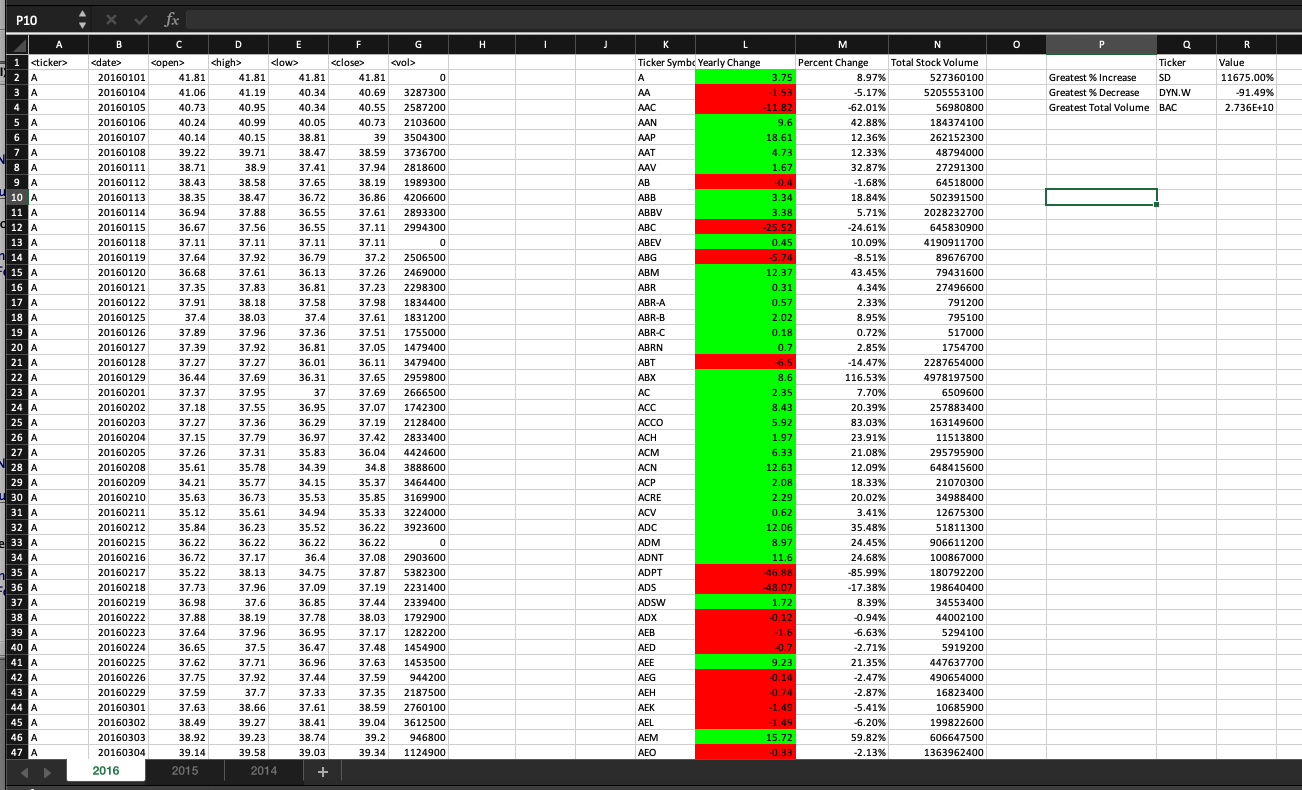 P10 fx
A B C D E F G H I J K L M N O P Q R
1 <ticker> <date> <open> <high> <low> <close> <vol> Ticker Symbo Yearly Change Percent Change Total Stock Volume Ticker Value
2 A 20160101 41.81 41.81 41.81 41.81 0 A 3.75 8.97% 527360100 Greatest % Increase SD 11675.00%
3 A 20160104 41.06 41.19 40.34 40.69 3287300 AA -1.53 -5.17% 5205553100 Greatest % Decrease DYN.W -91.49%
4 A 20160105 40.73 40.95 40.34 40.55 2587200 AAC -11.82 -62.01% 56980800 Greatest Total Volume BAC 2.736E+10
5 A 20160106 40.24 40.99 40.05 40.73 2103600 AAN 9.6 42.88% 184374100
6 A 20160107 40.14 40.15 38.81 39 3504300 AAP 18.61 12.36% 262152300
7 A 20160108 39.22 39.71 38.47 38.59 3736700 AAT 4.73 12.33% 48794000
8 A 20160111 38.71 38.9 37.41 37.94 2818600 AAV 1.67 32.87% 27291300
9 A 20160112 38.43 38.58 37.65 38.19 1989300 AB -0.4 -1.68% 64518000
10 A 20160113 38.35 38.47 36.72 36.86 4206600 ABB 3.34 18.84% 502391500
11 A 20160114 36.94 37.88 36.55 37.61 2893300 ABBV 3.38 5.71% 2028232700
12 A 20160115 36.67 37.56 36.55 37.11 2994300 ABC -25.52 -24.61% 645830900
13 A 20160118 37.11 37.11 37.11 37.11 0 ABEV 0.45 10.09% 4190911700
14 A 20160119 37.64 37.92 36.79 37.2 2506500 ABG -5.74 -8.51% 89676700
15 A 20160120 36.68 37.61 36.13 37.26 2469000 ABM 12.37 43.45% 79431600
16 A 20160121 37.35 37.83 36.81 37.23 2298300 ABR 0.31 4.34% 27496600
17 A 20160122 37.91 38.18 37.58 37.98 1834400 ABR-A 0.57 2.33% 791200
18 A 20160125 37.4 38.03 37.4 37.61 1831200 ABR-B 2.02 8.95% 795100
19 A 20160126 37.89 37.96 37.36 37.51 1755000 ABR-C 0.18 0.72% 517000
20 A 20160127 37.39 37.92 36.81 37.05 1479400 ABRN 0.7 2.85% 1754700
21 A 20160128 37.27 37.27 36.01 36.11 3479400 ABT -6.5 -14.47% 2287654000
22 A 20160129 36.44 37.69 36.31 37.65 2959800 ABX 8.6 116.53% 4978197500
23 A 20160201 37.37 37.95 37 37.69 2666500 AC 2.35 7.70% 6509600
24 A 20160202 37.18 37.55 36.95 37.07 1742300 ACC 8.43 20.39% 257883400
25 A 20160203 37.27 37.36 36.29 37.19 2128400 ACCO 5.92 83.03% 163149600
26 A 20160204 37.15 37.79 36.97 37.42 2833400 ACH 1.97 23.91% 11513800
27 A 20160205 37.26 37.31 35.83 36.04 4424600 ACM 6.33 21.08% 295795900
28 A 20160208 35.61 35.78 34.39 34.8 3888600 ACN 12.63 12.09% 648415600
29 A 20160209 34.21 35.77 34.15 35.37 3464400 ACP 2.08 18.33% 21070300
30 A 20160210 35.63 36.73 35.53 35.85 3169900 ACRE 2.29 20.02% 34988400
31 A 20160211 35.12 35.61 34.94 35.33 3224000 ACV 0.62 3.41% 12675300
32 A 20160212 35.84 36.23 35.52 36.22 3923600 ADC 12.06 35.48% 51811300
33 A 20160215 36.22 36.22 36.22 36.22 0 ADM 8.97 24.45% 906611200
34 A 20160216 36.72 37.17 36.4 37.08 2903600 ADNT 11.6 24.68% 100867000
35 A 20160217 35.22 38.13 34.75 37.87 5382300 ADPT -46.88 -85.99% 180792200
36 A 20160218 37.73 37.96 37.09 37.19 2231400 ADS -48.07 -17.38% 198640400
37 A 20160219 36.98 37.6 36.85 37.44 2339400 ADSW 1.72 8.39% 34553400
38 A 20160222 37.88 38.19 37.78 38.03 1792900 ADX -0.12 -0.94% 44002100
39 A 20160223 37.64 37.96 36.95 37.17 1282200 AEB -1.6 -6.63% 5294100
40 A 20160224 36.65 37.5 36.47 37.48 1454900 AED -0.7 -2.71% 5919200
41 A 20160225 37.62 37.71 36.96 37.63 1453500 AEE 9.23 21.35% 447637700
42 A 20160226 37.75 37.92 37.44 37.59 944200 AEG -0.14 -2.47% 490654000
43 A 20160229 37.59 37.7 37.33 37.35 2187500 AEH -0.74 -2.87% 16823400
44 A 20160301 37.63 38.66 37.61 38.59 2760100 AEK -1.49 -5.41% 10685900
45 A 20160302 38.49 39.27 38.41 39.04 3612500 AEL -1.49 -6.20% 199822600
46 A 20160303 38.92 39.23 38.74 39.2 946800 AEM 15.72 59.82% 606647500
47 A 20160304 39.14 39.58 39.03 39.34 1124900 AEO -0.33 -2.13% 1363962400
2016 2015 2014 +